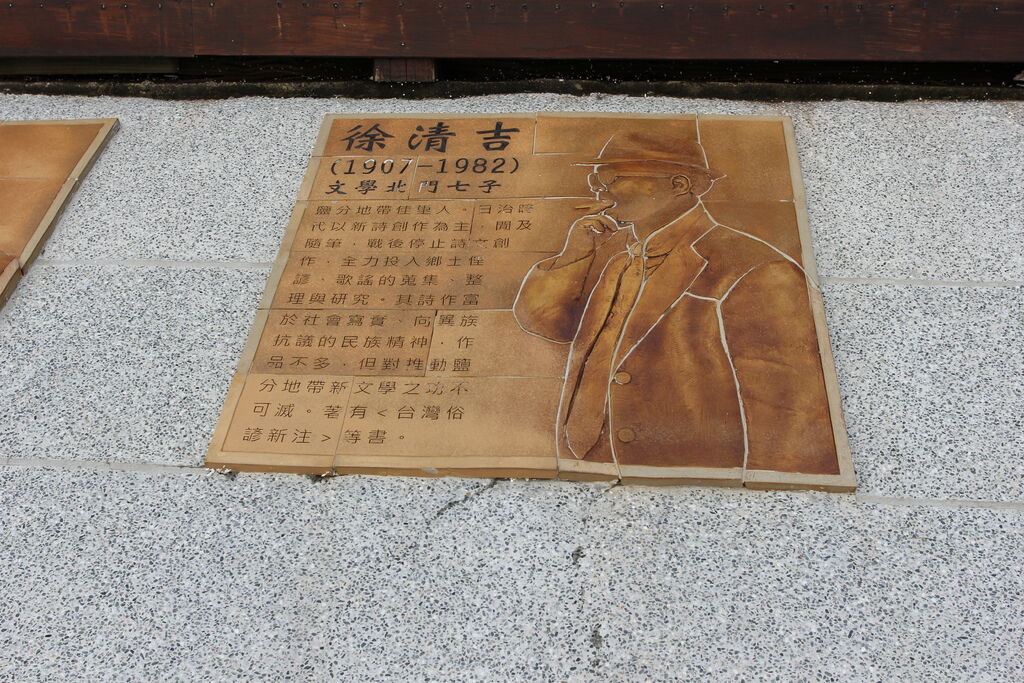 徐清吉
(1907-1982)
文學北門七子
鹽分地帶佳里人。日治時
代以新詩創作為主,間及
隨筆,戰後停止詩文創
作,全力投入鄉土俚
諺、歌謠的蒐集、整
理與研究。其詩作富
於社會寫實、向異族
抗議的民族精神,作
品不多,但對推動鹽
分地帶新文學之功不
可滅。著有<台灣俗
諺新注>等書。